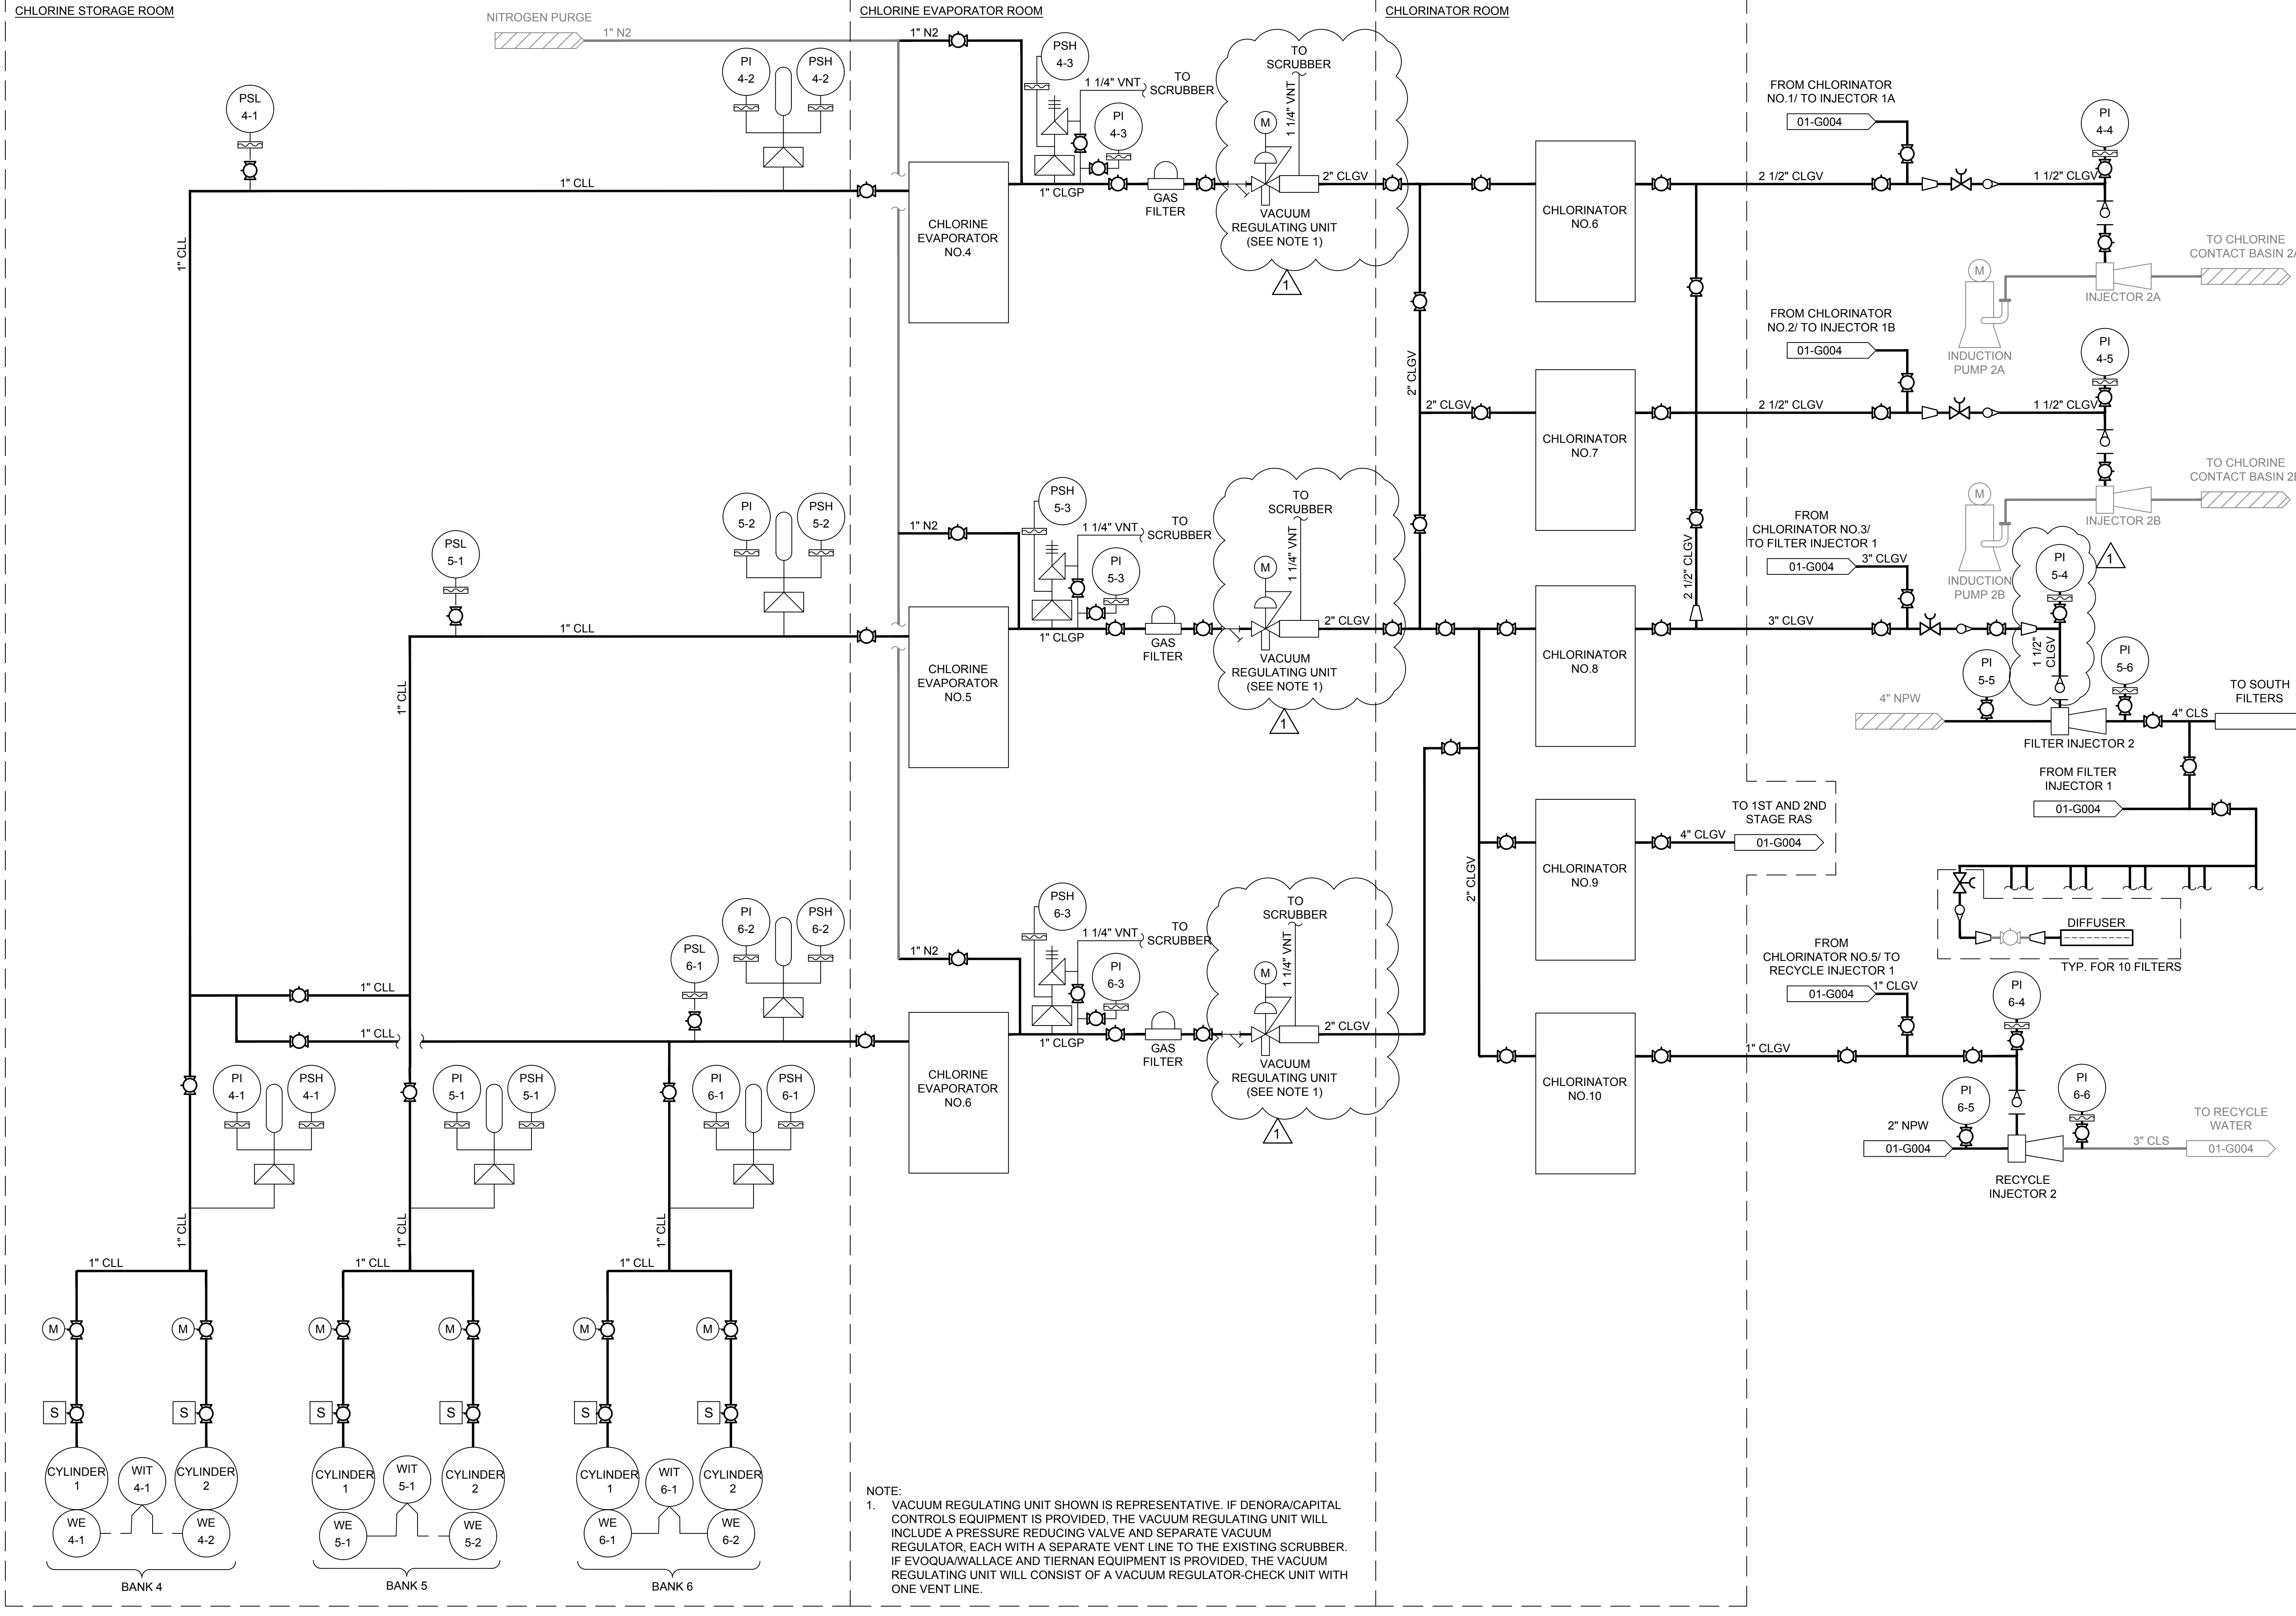 CHLORINE STORAGE ROOM
CHLORINE EVAPORATOR ROOM
CHLORINATOR ROOM
NITROGEN PURGE
1" N2
1" N2
PSL
4-1
PI
4-2
PSH
4-2
PSH
4-3
1 1/4" VNT
TO
SCRUBBER
PI
4-3
TO
SCRUBBER
1 1/4" VNT
M
1" CLL
1" CLL
1" CLGP
GAS
FILTER
2" CLGV
VACUUM
REGULATING UNIT
(SEE NOTE 1)
1
CHLORINE
EVAPORATOR
NO.4
CHLORINATOR
NO.6
FROM CHLORINATOR
NO.1/ TO INJECTOR 1A
01-G004
2 1/2" CLGV
1 1/2" CLGV
PI
4-4
TO CHLORINE
CONTACT BASIN 2A
M
INJECTOR 2A
INDUCTION
PUMP 2A
2" CLGV
2" CLGV
CHLORINATOR
NO.7
FROM CHLORINATOR
NO.2/ TO INJECTOR 1B
01-G004
2 1/2" CLGV
1 1/2" CLGV
PI
4-5
TO CHLORINE
CONTACT BASIN 2B
M
INJECTOR 2B
INDUCTION
PUMP 2B
PSL
5-1
PI
5-2
PSH
5-2
1" N2
PSH
5-3
1 1/4" VNT
TO
SCRUBBER
PI
5-3
TO
SCRUBBER
1 1/4" VNT
M
1" CLL
1" CLL
1" CLGP
GAS
FILTER
2" CLGV
VACUUM
REGULATING UNIT
(SEE NOTE 1)
1
CHLORINE
EVAPORATOR
NO.5
2 1/2" CLGV
CHLORINATOR
NO.8
FROM
CHLORINATOR NO.3/
TO FILTER INJECTOR 1
01-G004
3" CLGV
3" CLGV
PI
5-4
1
1 1/2"
CLGV
PI
5-5
PI
5-6
4" NPW
FILTER INJECTOR 2
4" CLS
TO SOUTH
FILTERS
FROM FILTER
INJECTOR 1
01-G004
2" CLGV
CHLORINATOR
NO.9
4" CLGV
TO 1ST AND 2ND
STAGE RAS
01-G004
DIFFUSER
TYP. FOR 10 FILTERS
PSL
6-1
PI
6-2
PSH
6-2
1" N2
PSH
6-3
1 1/4" VNT
TO
SCRUBBER
PI
6-3
TO
SCRUBBER
1 1/4" VNT
M
1" CLL
1" CLL
1" CLGP
GAS
FILTER
2" CLGV
VACUUM
REGULATING UNIT
(SEE NOTE 1)
1
CHLORINE
EVAPORATOR
NO.6
CHLORINATOR
NO.10
FROM
CHLORINATOR NO.5/ TO
RECYCLE INJECTOR 1
01-G004
1" CLGV
1" CLGV
PI
6-4
PI
6-5
PI
6-6
2" NPW
01-G004
RECYCLE
INJECTOR 2
3" CLS
TO RECYCLE
WATER
01-G004
PI
4-1
PSH
4-1
PI
5-1
PSH
5-1
PI
6-1
PSH
6-1
1" CLL
1" CLL
1" CLL
1" CLL
1" CLL
1" CLL
M
M
M
M
M
M
S
S
S
S
S
S
CYLINDER
1
WIT
4-1
CYLINDER
2
WE
4-1
WE
4-2
BANK 4
CYLINDER
1
WIT
5-1
CYLINDER
2
WE
5-1
WE
5-2
BANK 5
CYLINDER
1
WIT
6-1
CYLINDER
2
WE
6-1
WE
6-2
BANK 6
NOTE:
1. VACUUM REGULATING UNIT SHOWN IS REPRESENTATIVE. IF DENORA/CAPITAL
CONTROLS EQUIPMENT IS PROVIDED, THE VACUUM REGULATING UNIT WILL
INCLUDE A PRESSURE REDUCING VALVE AND SEPARATE VACUUM
REGULATOR, EACH WITH A SEPARATE VENT LINE TO THE EXISTING SCRUBBER.
IF EVOQUA/WALLACE AND TIERNAN EQUIPMENT IS PROVIDED, THE VACUUM
REGULATING UNIT WILL CONSIST OF A VACUUM REGULATOR-CHECK UNIT WITH
ONE VENT LINE.